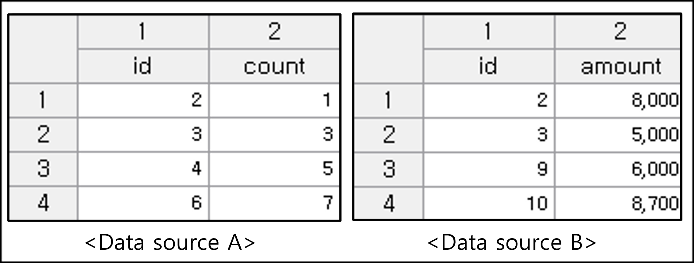 1 2 1 2
id count id amount
1 2 1 1 2 8,000
2 3 3 2 3 5,000
3 4 5 3 9 6,000
4 6 7 4 10 8,700
<Data source A> <Data source B>